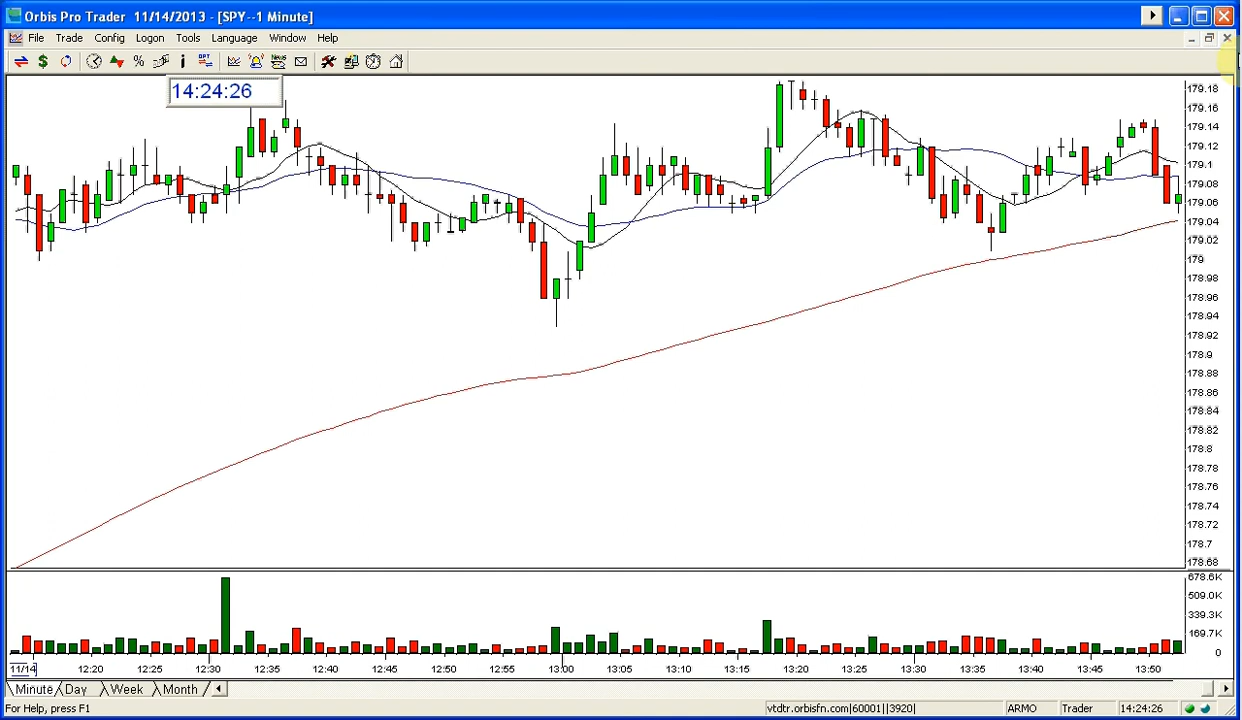 Orbis Pro Trader 11/14/2013 - [SPY--1 Minute]
File Trade Config Logon Tools Language Window Help
$ % i OPT News
14:24:26
179.18
179.16
179.14
179.12
179.1
179.08
179.06
179.04
179.02
179
178.98
178.96
178.94
178.92
178.9
178.88
178.86
178.84
178.82
178.8
178.78
178.76
178.74
178.72
178.7
178.68
678.6K
509.0K
339.3K
169.7K
0
11/14 12:20 12:25 12:30 12:35 12:40 12:45 12:50 12:55 13:00 13:05 13:10 13:15 13:20 13:25 13:30 13:35 13:40 13:45 13:50
Minute Day Week Month
For Help, press F1 vtdtr.orbisfn.com|60001||3920| ARMO Trader 14:24:26